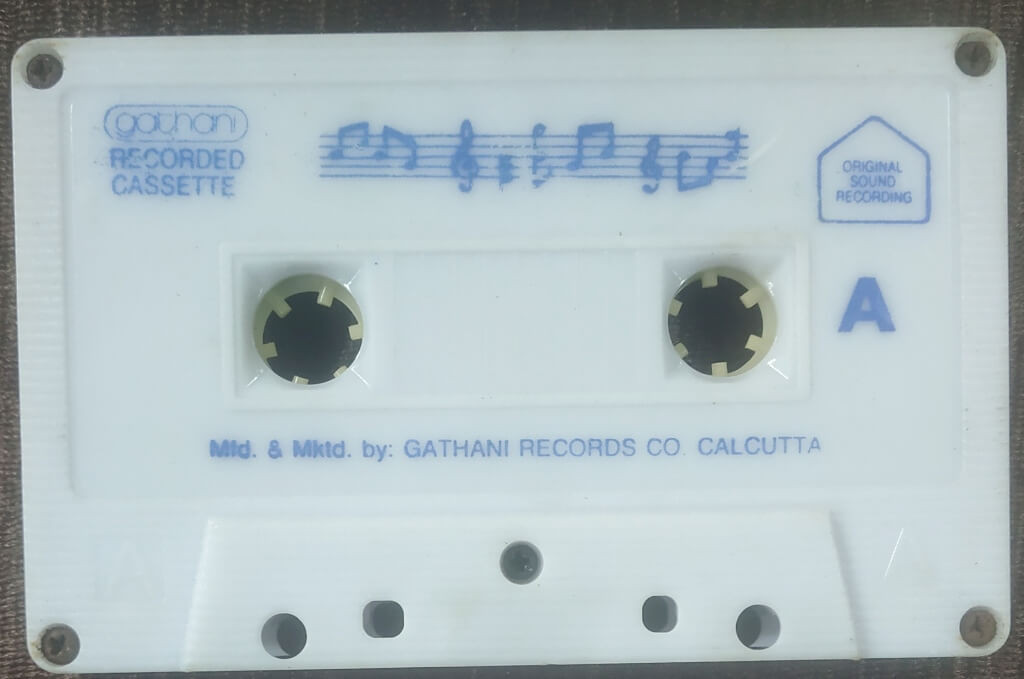 gathani
RECORDED
CASSETTE
ORIGINAL
SOUND
RECORDING
A
Mfd. & Mktd. by: GATHANI RECORDS CO. CALCUTTA
A
A